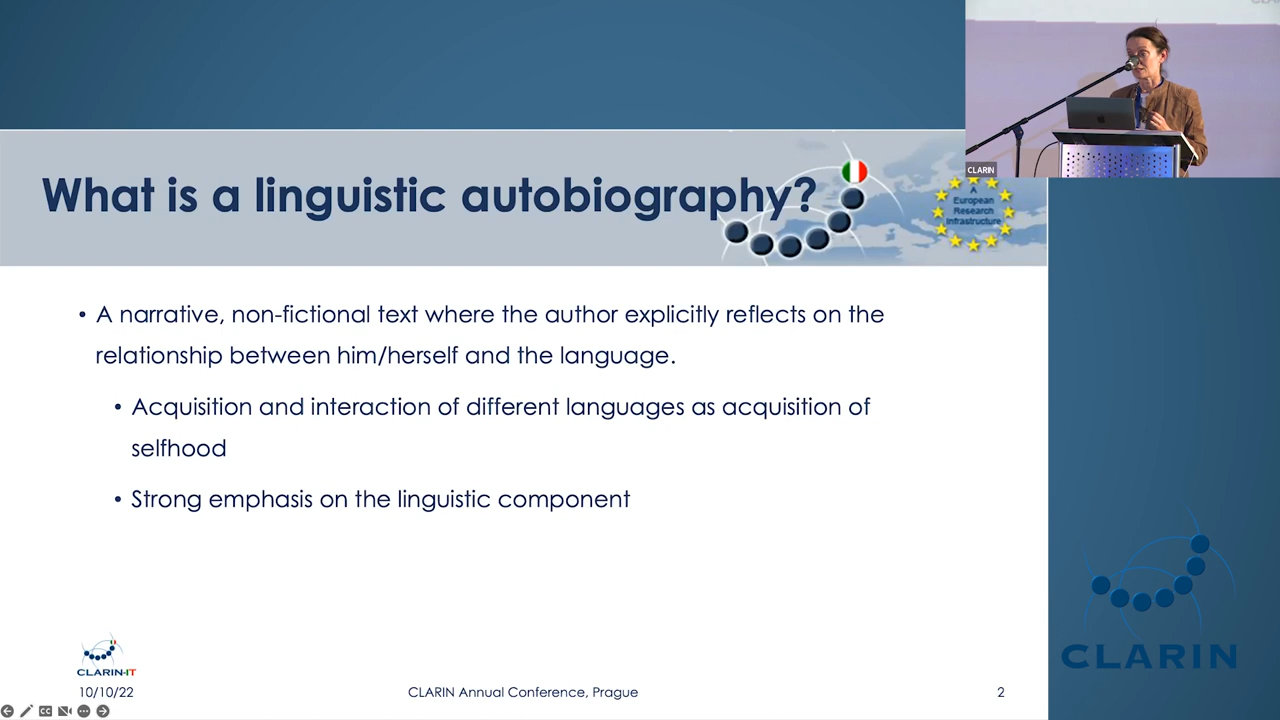 CLARIN
What is a linguistic autobiography?
A
European
Research
Infrastructure
• A narrative, non-fictional text where the author explicitly reflects on the
relationship between him/herself and the language.
• Acquisition and interaction of different languages as acquisition of
selfhood
• Strong emphasis on the linguistic component
CLARIN
CLARIN-IT
10/10/22
CLARIN Annual Conference, Prague
2
CC